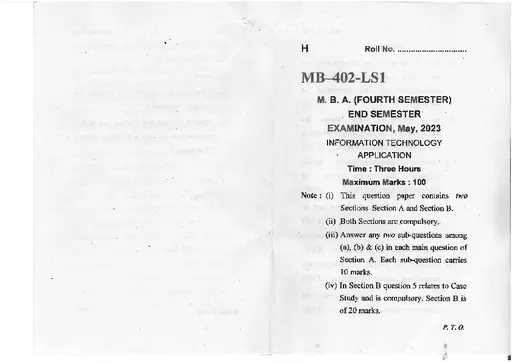 H Roll No. ..............................
MB-402-LS1
M. B. A. (FOURTH SEMESTER)
END SEMESTER
EXAMINATION, May, 2023
INFORMATION TECHNOLOGY
APPLICATION
Time : Three Hours
Maximum Marks : 100
Note : (i) This question paper contains two
Sections Section A and Section B.
(ii) Both Sections are compulsory.
(iii) Answer any two sub-questions among
(a), (b) & (c) in each main question of
Section A. Each sub-question carries
10 marks.
(iv) In Section B question 5 relates to Case
Study and is compulsory. Section B is
of 20 marks.
P. T. O.